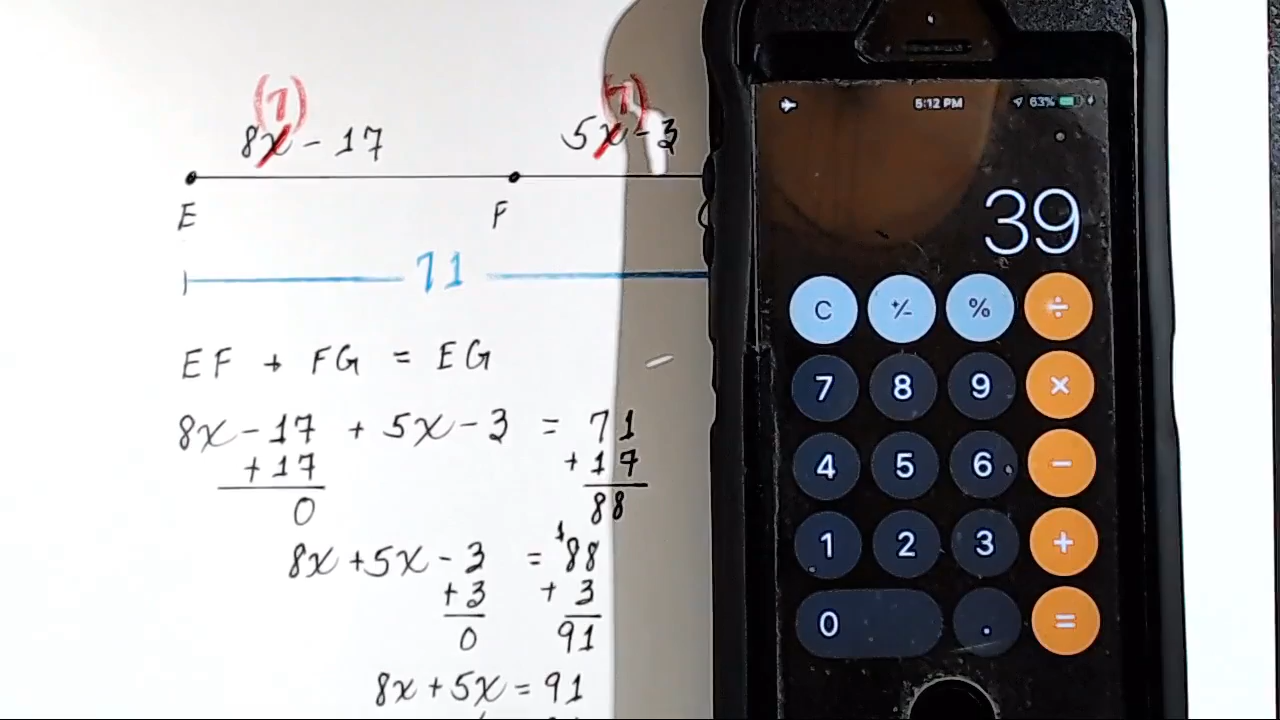 (7) (7)
8x - 17 5x - 3
E F
71
EF + FG = EG
8x - 17 + 5x - 3 = 71
+ 17 + 17
0 88
1
8x + 5x - 3 = 88
+ 3 + 3
0 91
8x + 5x = 91
5:12 PM 63%
39
C +/- % ÷
7 8 9 ×
4 5 6 −
1 2 3 +
0 . =